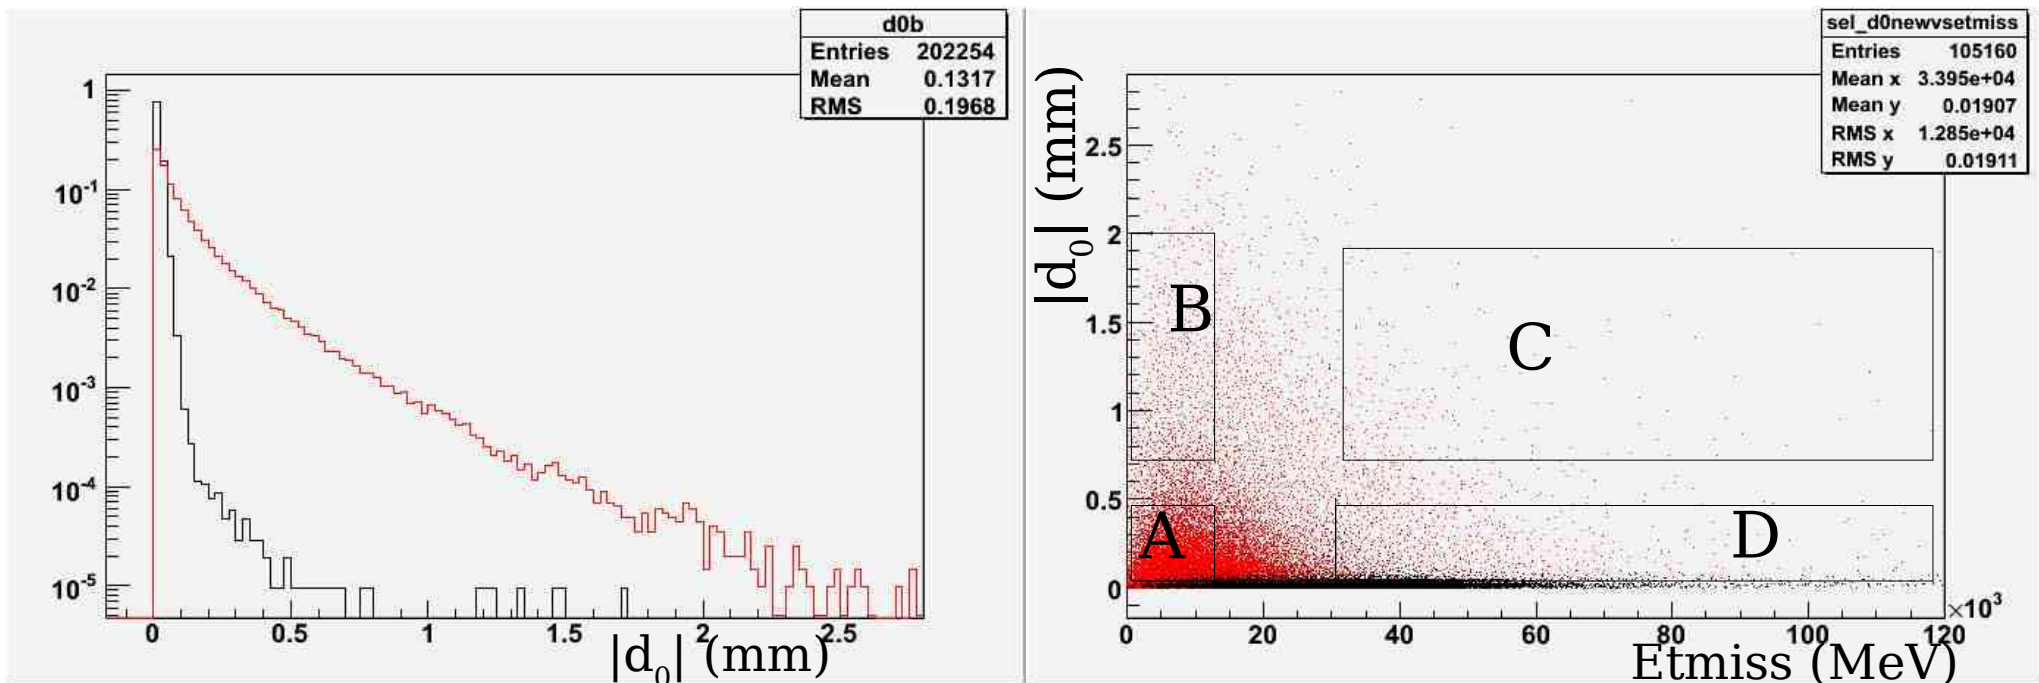 d0b
Entries 202254
Mean 0.1317
RMS 0.1968
1
10-1
10-2
10-3
10-4
10-5
0 0.5 1 1.5 2 2.5
|d0| (mm)
sel_d0newvsetmiss
Entries 105160
Mean x 3.395e+04
Mean y 0.01907
RMS x 1.285e+04
RMS y 0.01911
|d0| (mm)
2.5
2
1.5
1
0.5
0
B
C
A
D
×10³
0 20 40 60 80 100 120
Etmiss (MeV)